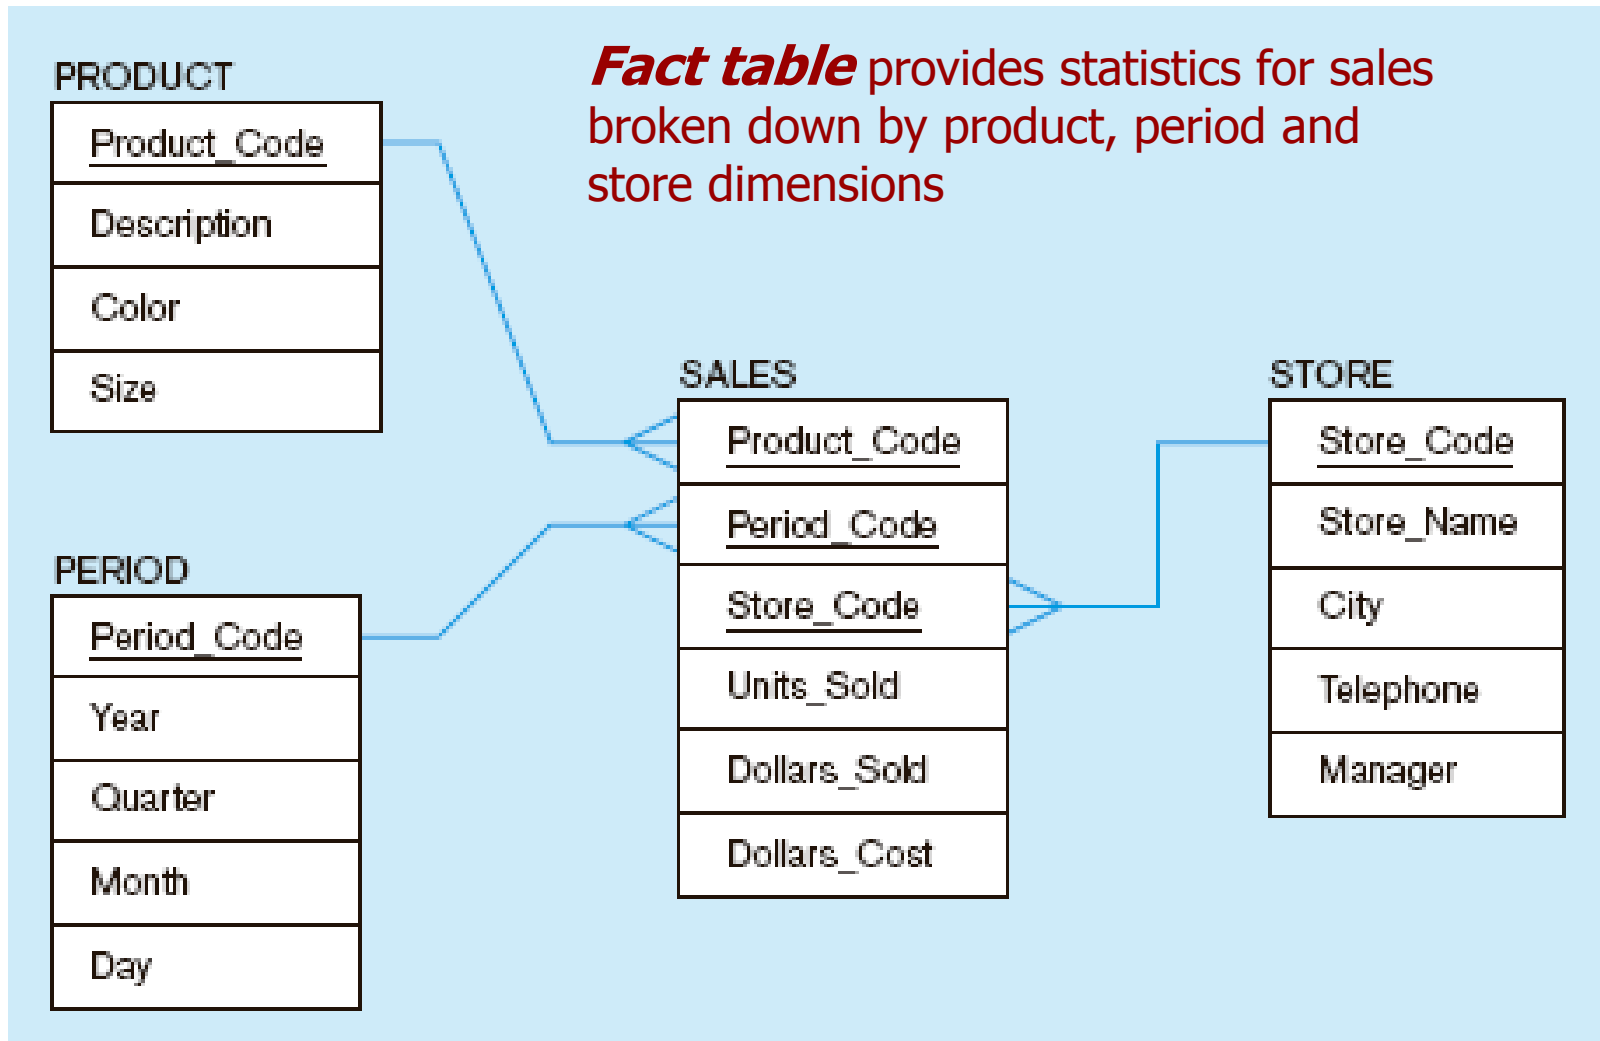 Fact table provides statistics for sales
broken down by product, period and
store dimensions
PRODUCT
Product_Code
Description
Color
Size
PERIOD
Period_Code
Year
Quarter
Month
Day
SALES
Product_Code
Period_Code
Store_Code
Units_Sold
Dollars_Sold
Dollars_Cost
STORE
Store_Code
Store_Name
City
Telephone
Manager